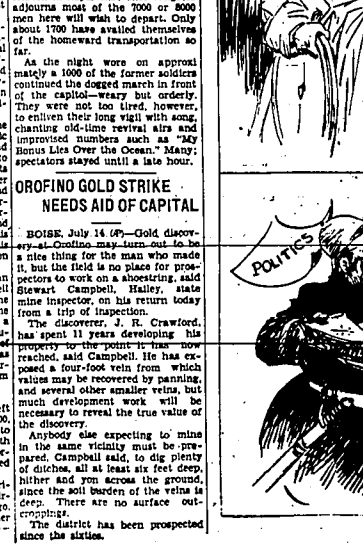 adjourns most of the 7000 or 8000
men here will wish to depart. Only
about 1700 have availed themselves
of the homeward transportation so
far.
As the night wore on approxi
mately a 1000 of the former soldiers
continued the dogged march in front
of the capitol—weary but orderly.
They were not too tired, however,
to enliven their long vigil with song,
chanting old-time revival airs and
improvised numbers such as "My
Bonus Lies Over the Ocean." Many
spectators stayed until a late hour.
OROFINO GOLD STRIKE
NEEDS AID OF CAPITAL
BOISE, July 14. (AP)—Gold discov-
ery at Orofino may turn out to be
a nice thing for the man who made
it, but the field is no place for pros-
pectors to work on a shoestring, said
Stewart Campbell, Hailey, state
mine inspector, on his return today
from a trip of inspection.
The discoverer, J. R. Crawford,
has spent 11 years developing his
property to the point it has now
reached, said Campbell. He has ex-
posed a four-foot vein from which
values may be recovered by panning,
and several other smaller veins, but
much development work will be
necessary to reveal the true value of
the discovery.
Anybody else expecting to mine
in the same vicinity must be pre-
pared, Campbell said, to dig plenty
of ditches, all at least six feet deep,
hither and yon across the ground,
since the soil burden of the veins is
deep. There are no surface out-
croppings.
The district has been prospected
since the sixties.
POLITICS